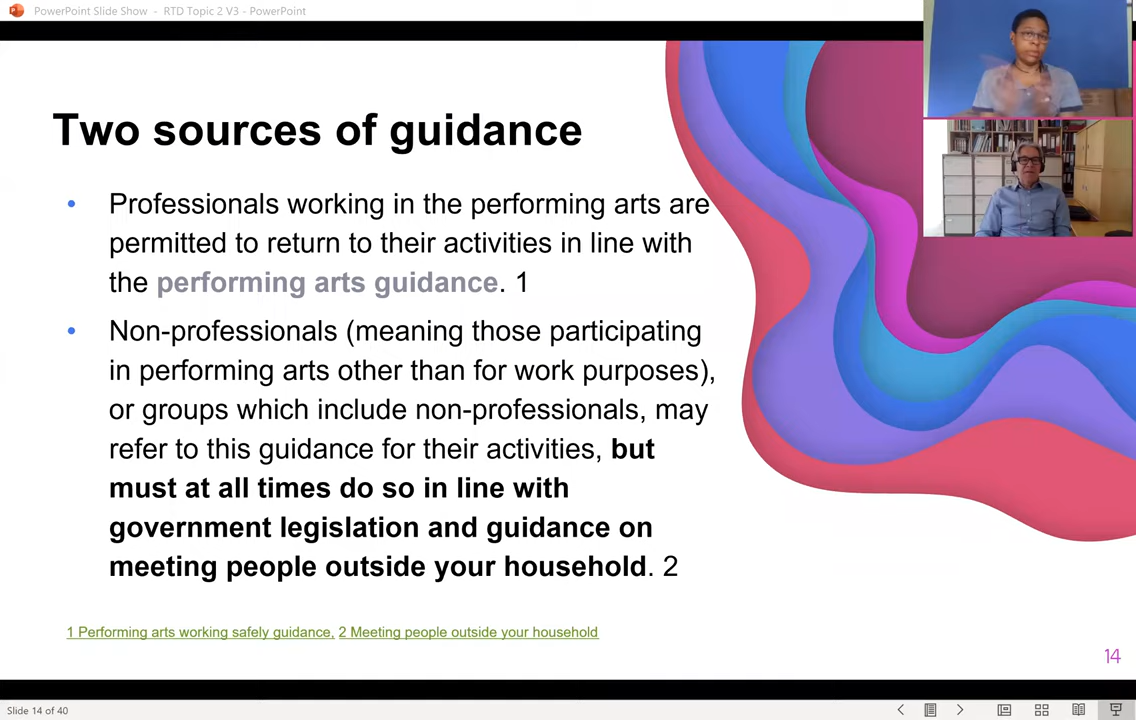 PowerPoint Slide Show - RTD Topic 2 V3 - PowerPoint
Two sources of guidance
• Professionals working in the performing arts are
permitted to return to their activities in line with
the performing arts guidance. 1
• Non-professionals (meaning those participating
in performing arts other than for work purposes),
or groups which include non-professionals, may
refer to this guidance for their activities, but
must at all times do so in line with
government legislation and guidance on
meeting people outside your household. 2
1 Performing arts working safely guidance, 2 Meeting people outside your household
14
Slide 14 of 40